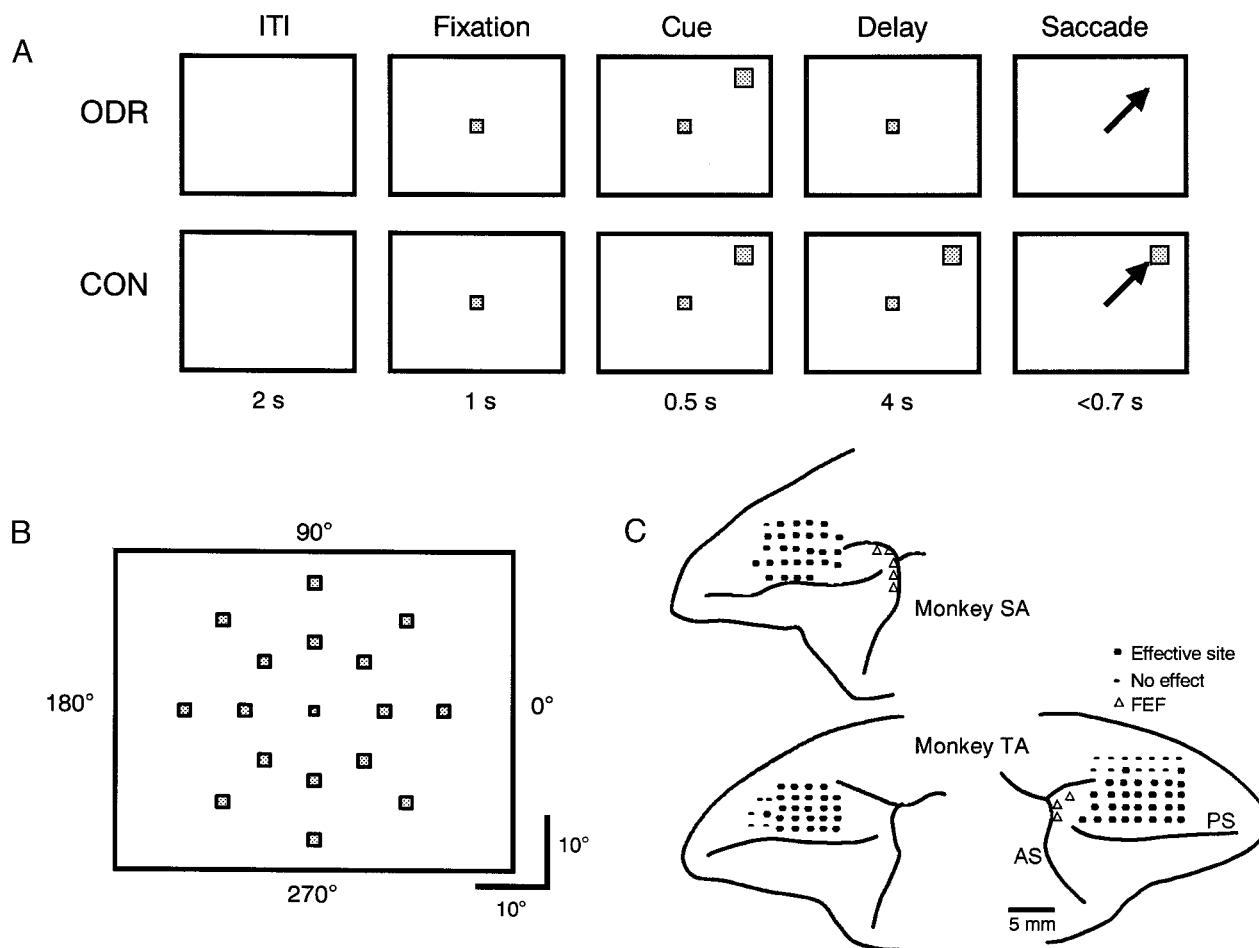 A
ITI Fixation Cue Delay Saccade
ODR
CON
2 s 1 s 0.5 s 4 s <0.7 s
B
90°
180° 0°
270°
10°
10°
C
Monkey SA
Effective site
No effect
FEF
Monkey TA
PS
AS
5 mm